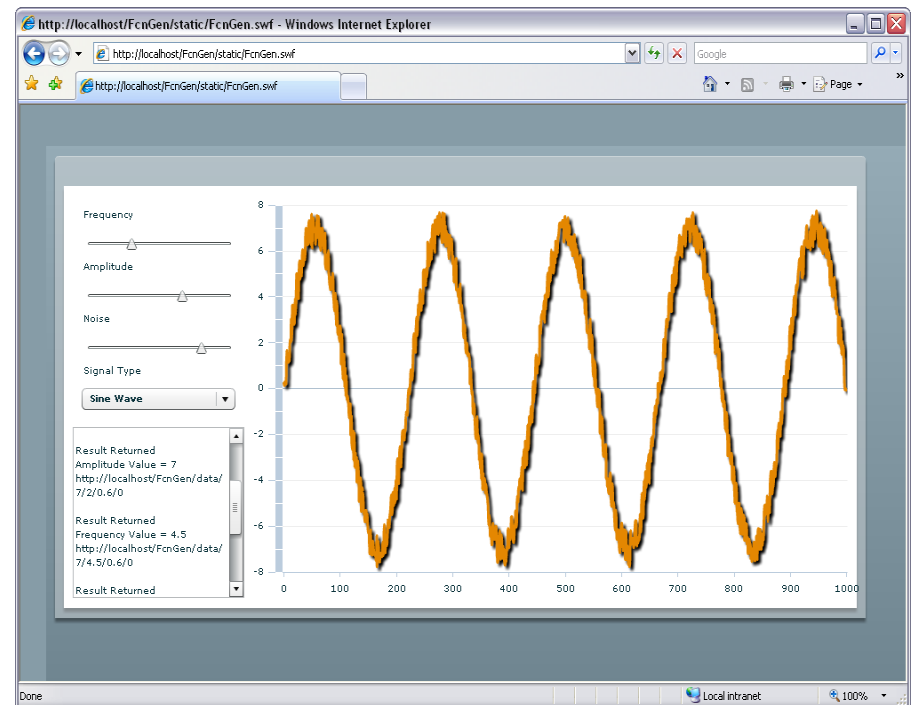 http://localhost/FcnGen/static/FcnGen.swf - Windows Internet Explorer
http://localhost/FcnGen/static/FcnGen.swf
Google
http://localhost/FcnGen/static/FcnGen.swf
Page
»
Frequency
Amplitude
Noise
Signal Type
Sine Wave
Result Returned
Amplitude Value = 7
http://localhost/FcnGen/data/
7/2/0.6/0
Result Returned
Frequency Value = 4.5
http://localhost/FcnGen/data/
7/4.5/0.6/0
Result Returned
8
6
4
2
0
-2
-4
-6
-8
0 100 200 300 400 500 600 700 800 900 1000
Done
Local intranet
100%